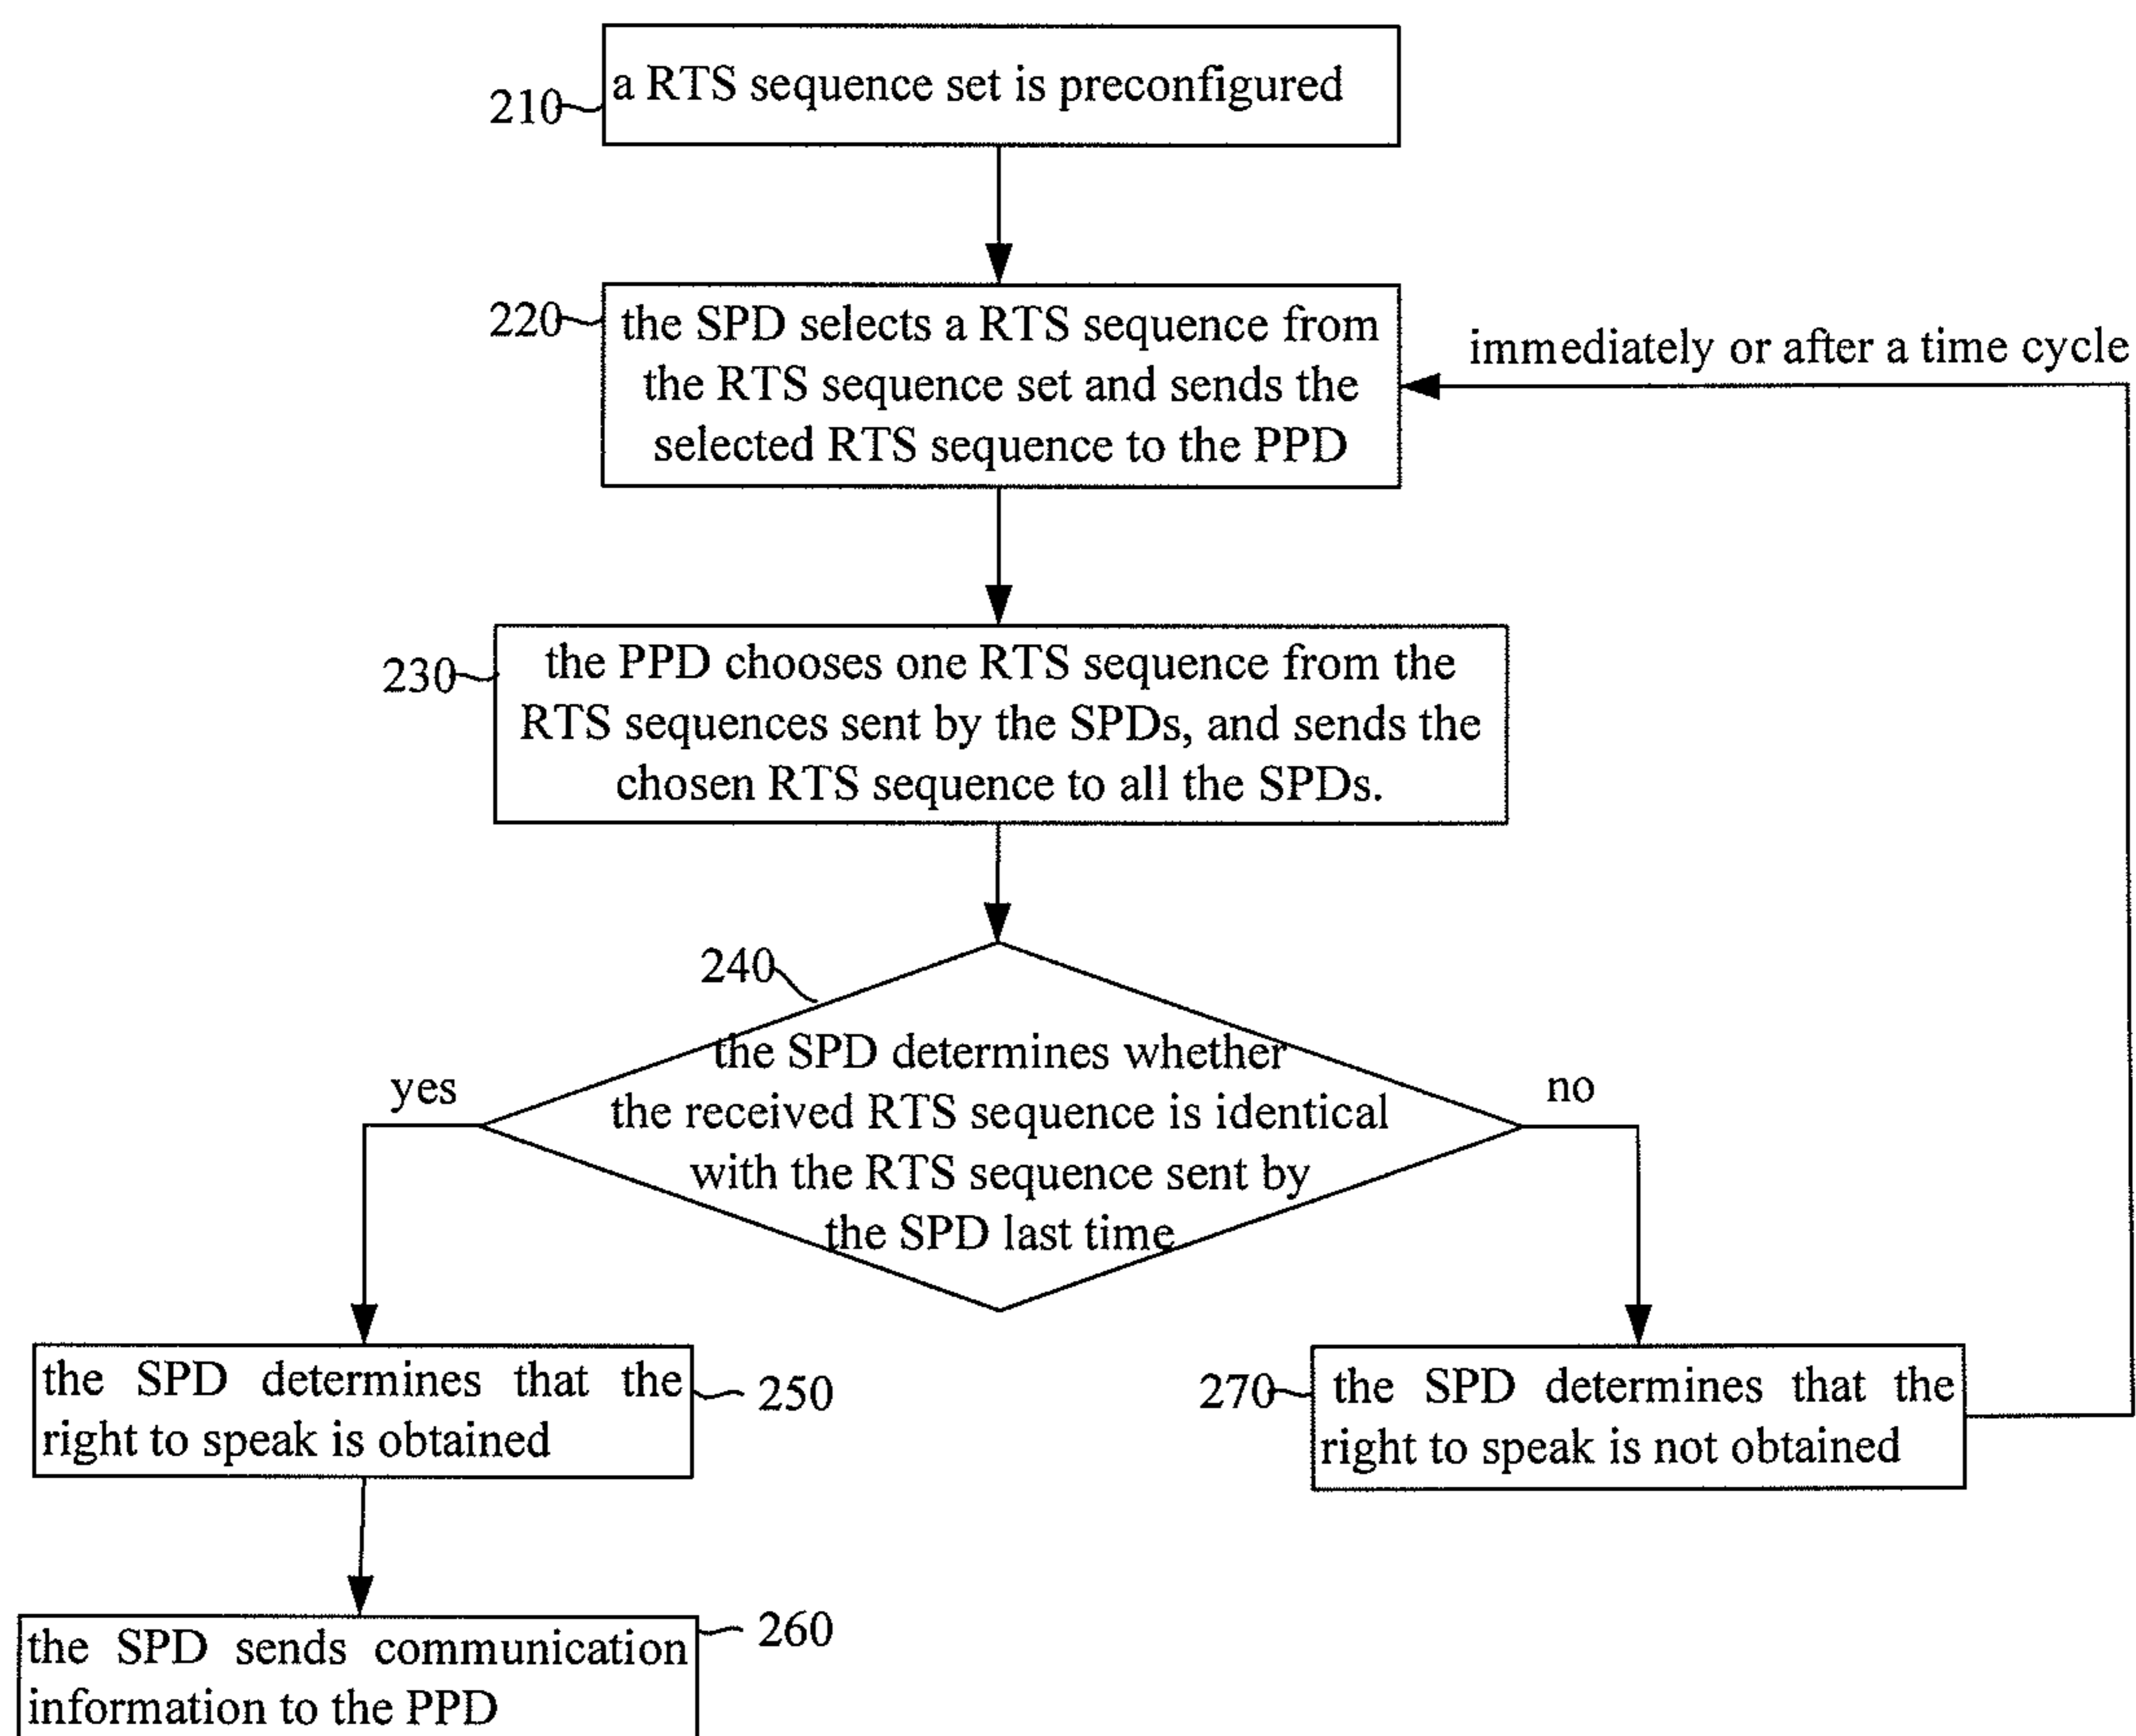 a RTS sequence set is preconfigured
210
220
the SPD selects a RTS sequence from
the RTS sequence set and sends the
selected RTS sequence to the PPD
immediately or after a time cycle
230
the PPD chooses one RTS sequence from the
RTS sequences sent by the SPDs, and sends the
chosen RTS sequence to all the SPDs.
240
the SPD determines whether
the received RTS sequence is identical
with the RTS sequence sent by
the SPD last time
yes
no
the SPD determines that the
right to speak is obtained
250
270
the SPD determines that the
right to speak is not obtained
the SPD sends communication
information to the PPD
260